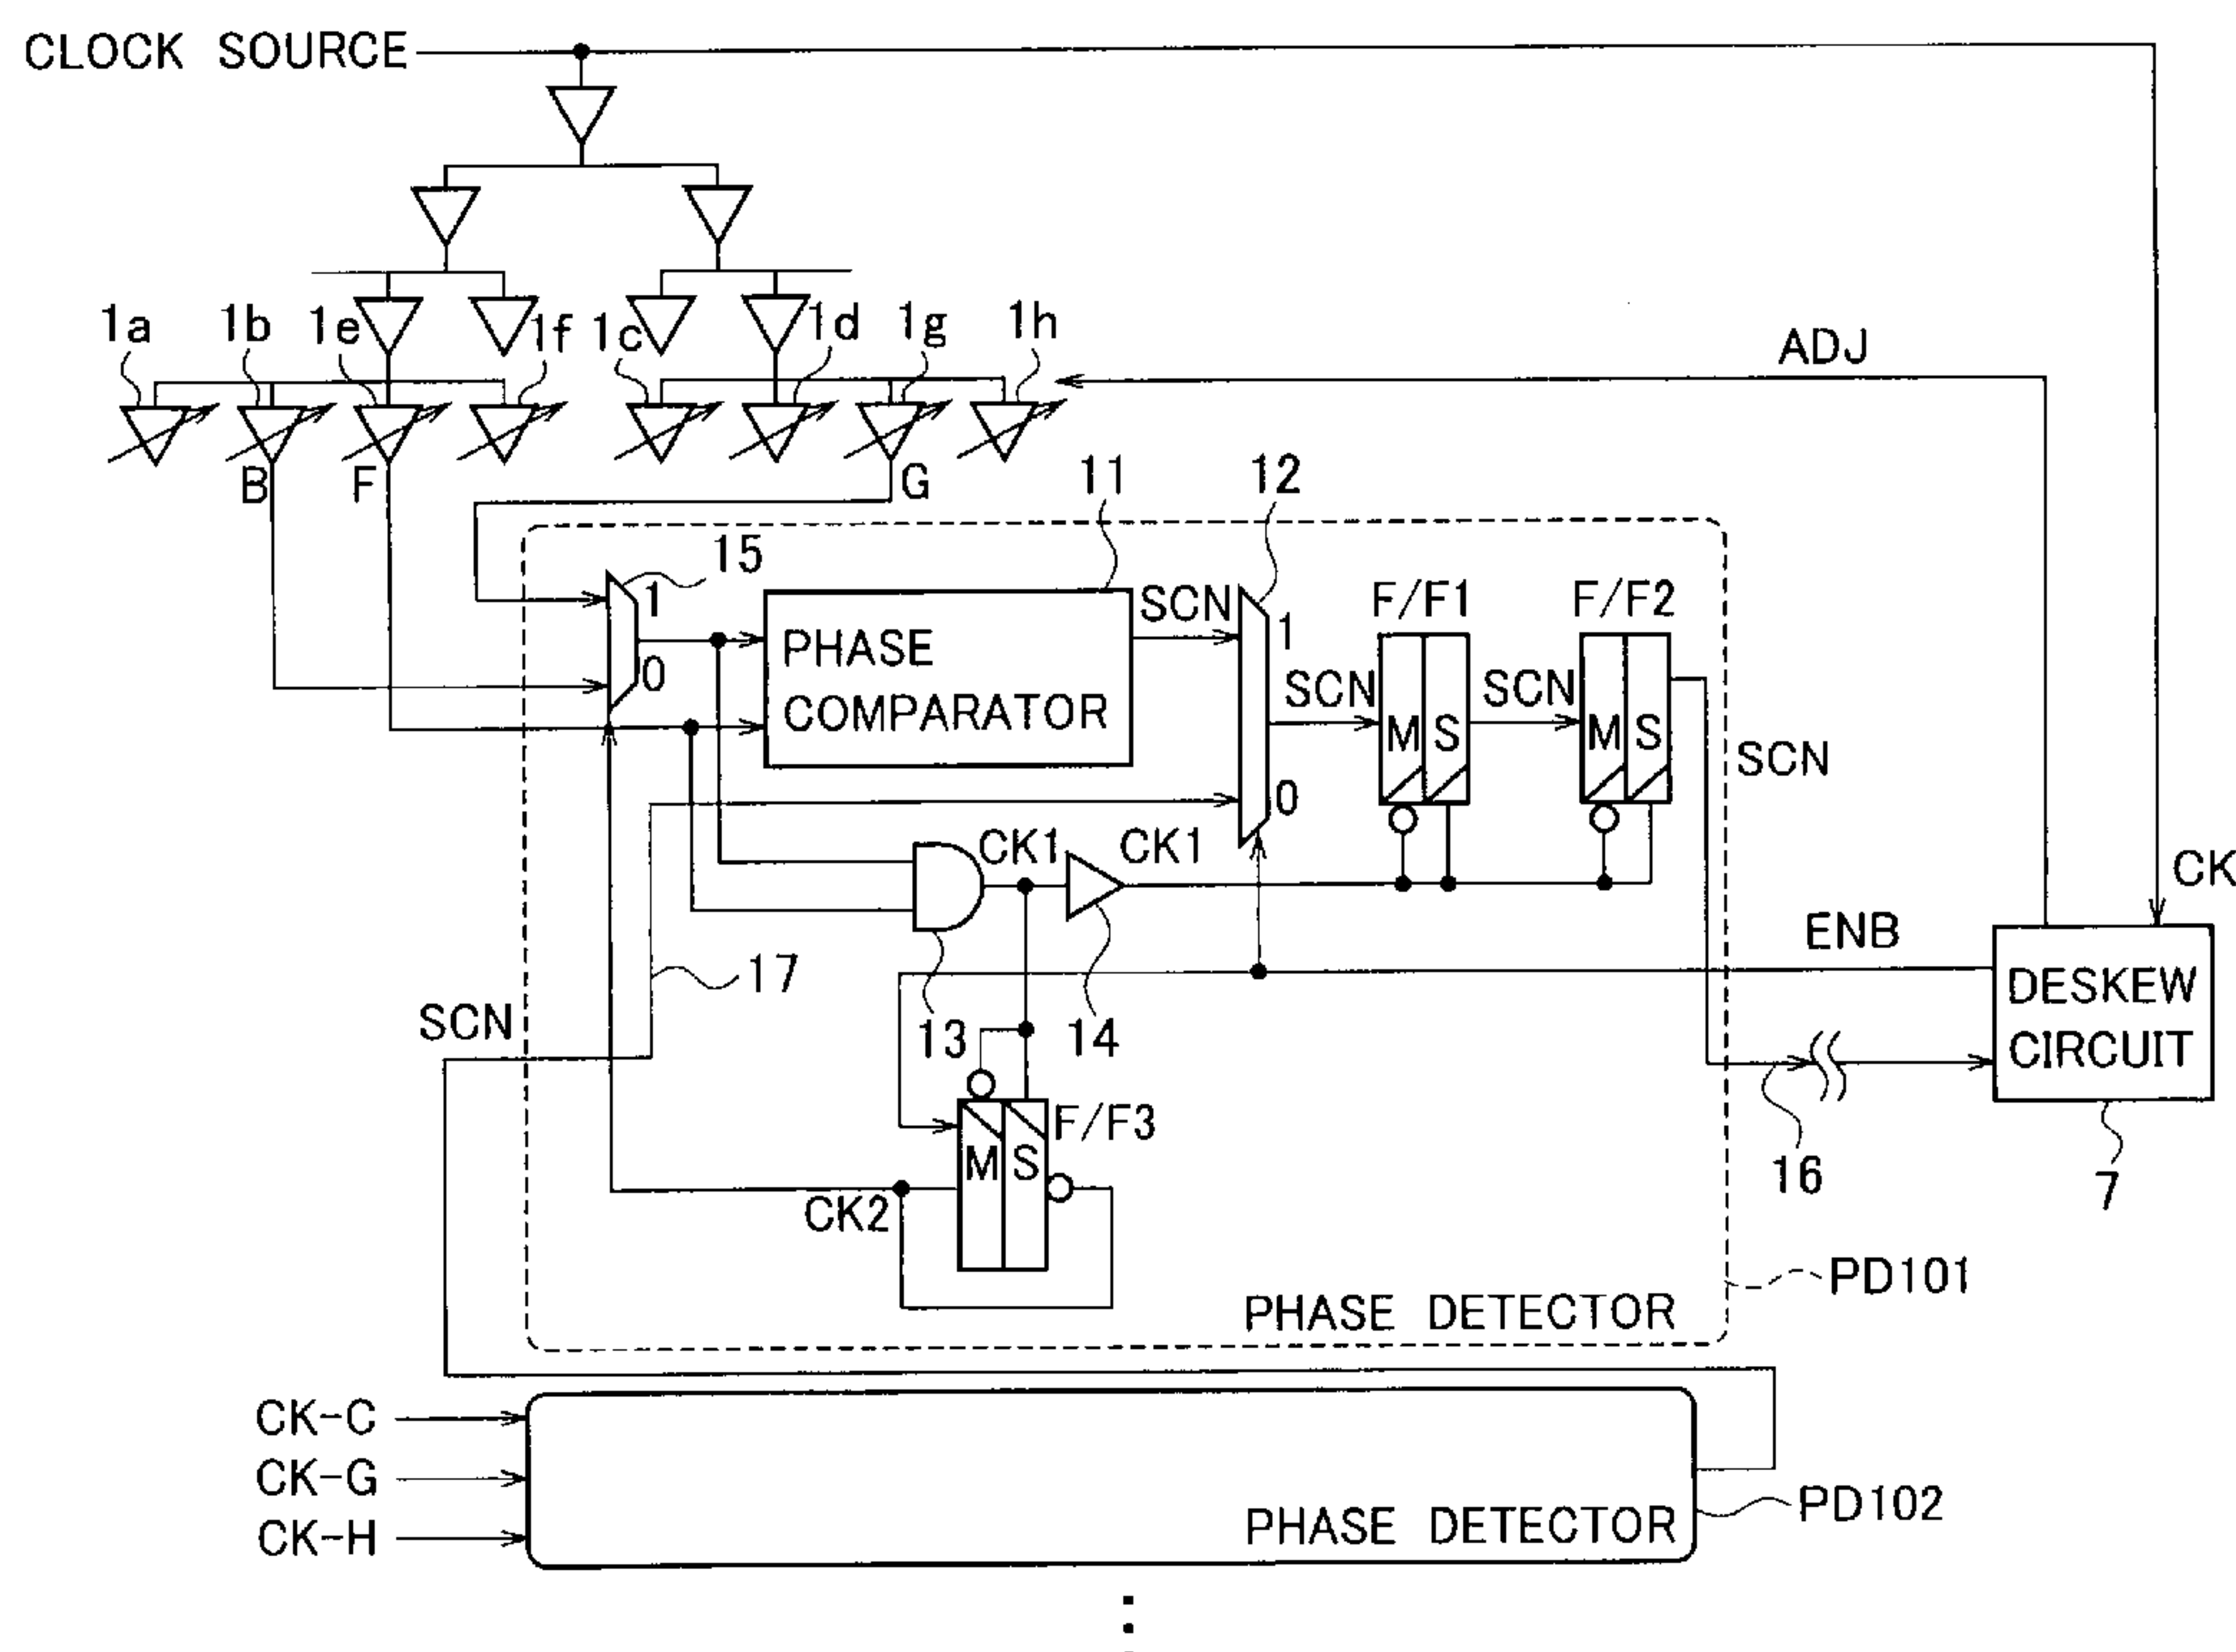 CLOCK SOURCE
1a
1b
1e
1f
1c
1d
1g
1h
ADJ
B
F
G
11
12
15
1
0
PHASE
COMPARATOR
SCN
1
0
SCN
F/F1
M S
SCN
F/F2
M S
SCN
CK1
CK1
CK
ENB
DESKEW
CIRCUIT
17
SCN
13
14
F/F3
M S
CK2
16
7
PD101
PHASE DETECTOR
CK-C
CK-G
CK-H
PHASE DETECTOR
PD102